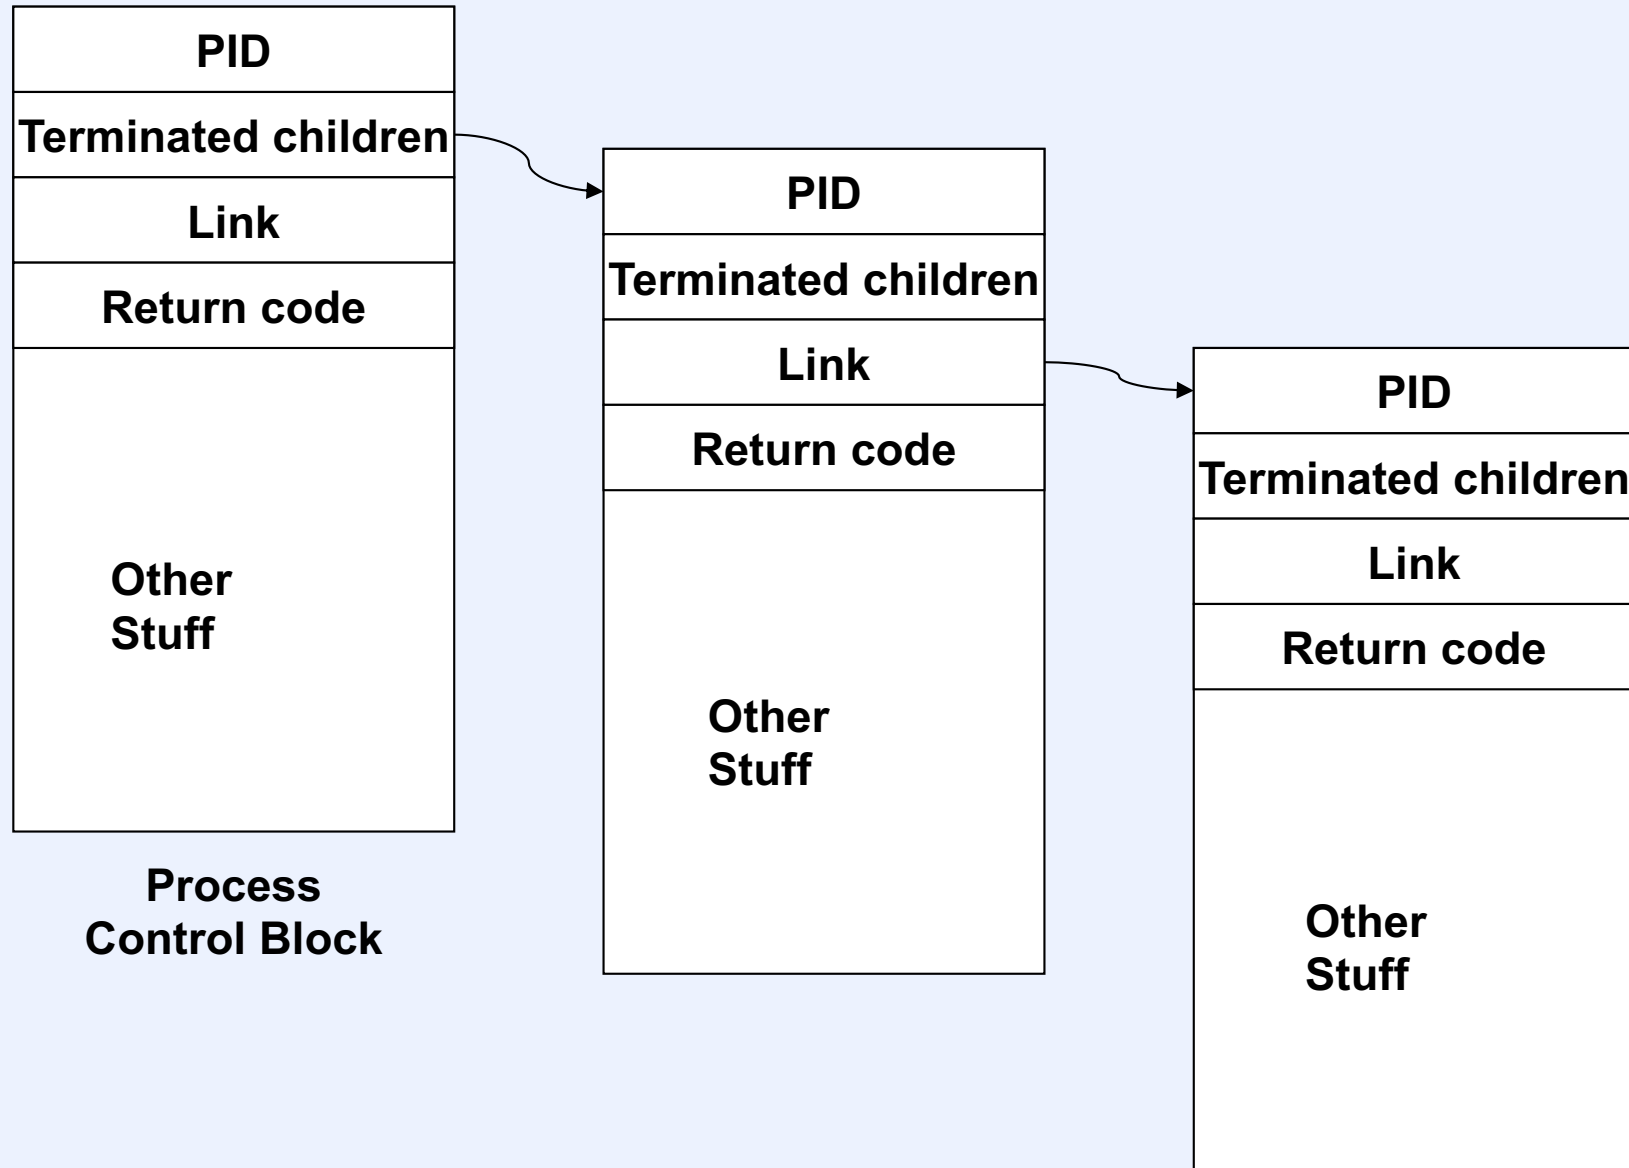 PID
Terminated children
Link
Return code
Other
Stuff
Process
Control Block
PID
Terminated children
Link
Return code
Other
Stuff
PID
Terminated children
Link
Return code
Other
Stuff